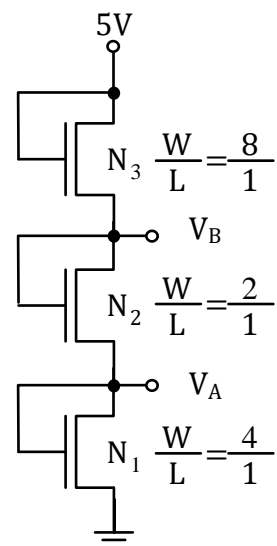 5V
N3 W/L = 8/1
VB
N2 W/L = 2/1
VA
N1 W/L = 4/1